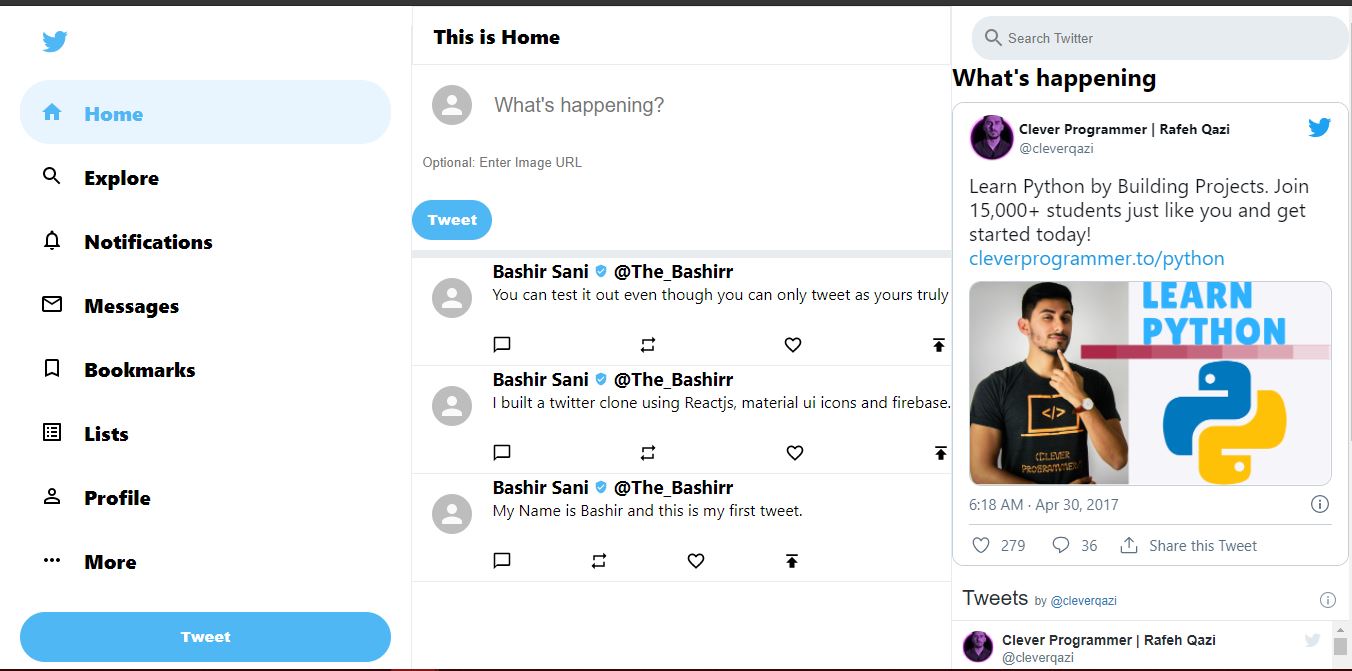 Home
Explore
Notifications
Messages
Bookmarks
Lists
Profile
More
Tweet
This is Home
What's happening?
Optional: Enter Image URL
Tweet
Bashir Sani @The_Bashirr
You can test it out even though you can only tweet as yours truly
Bashir Sani @The_Bashirr
I built a twitter clone using Reactjs, material ui icons and firebase.
Bashir Sani @The_Bashirr
My Name is Bashir and this is my first tweet.
Search Twitter
What's happening
Clever Programmer | Rafeh Qazi
@cleverqazi
Learn Python by Building Projects. Join
15,000+ students just like you and get
started today!
cleverprogrammer.to/python
LEARN
PYTHON
</>
(CLEVER
PROGRAMMER)
6:18 AM · Apr 30, 2017
279 36 Share this Tweet
Tweets by @cleverqazi
Clever Programmer | Rafeh Qazi
@cleverqazi